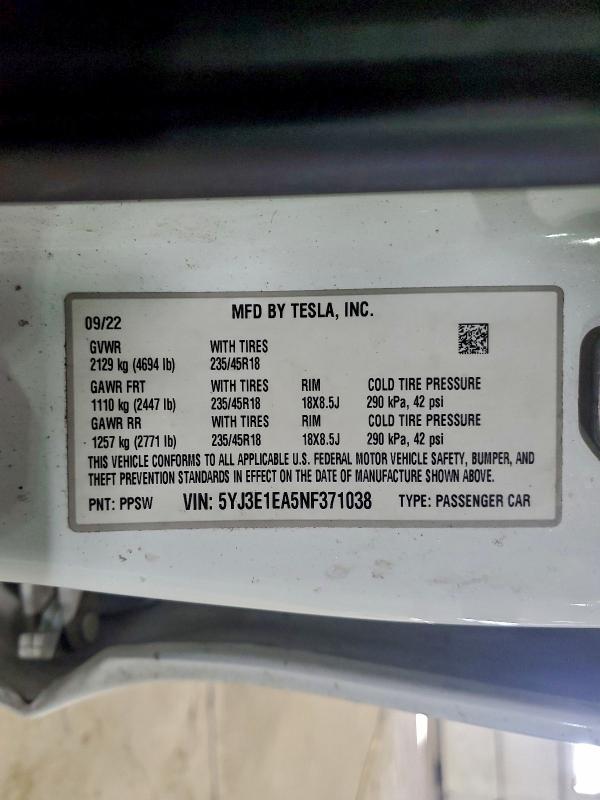 MFD BY TESLA, INC.
09/22
GVWR WITH TIRES
2129 kg (4694 lb) 235/45R18
GAWR FRT WITH TIRES RIM COLD TIRE PRESSURE
1110 kg (2447 lb) 235/45R18 18X8.5J 290 kPa, 42 psi
GAWR RR WITH TIRES RIM COLD TIRE PRESSURE
1257 kg (2771 lb) 235/45R18 18X8.5J 290 kPa, 42 psi
THIS VEHICLE CONFORMS TO ALL APPLICABLE U.S. FEDERAL MOTOR VEHICLE SAFETY, BUMPER, AND
THEFT PREVENTION STANDARDS IN EFFECT ON THE DATE OF MANUFACTURE SHOWN ABOVE.
PNT: PPSW VIN: 5YJ3E1EA5NF371038 TYPE: PASSENGER CAR